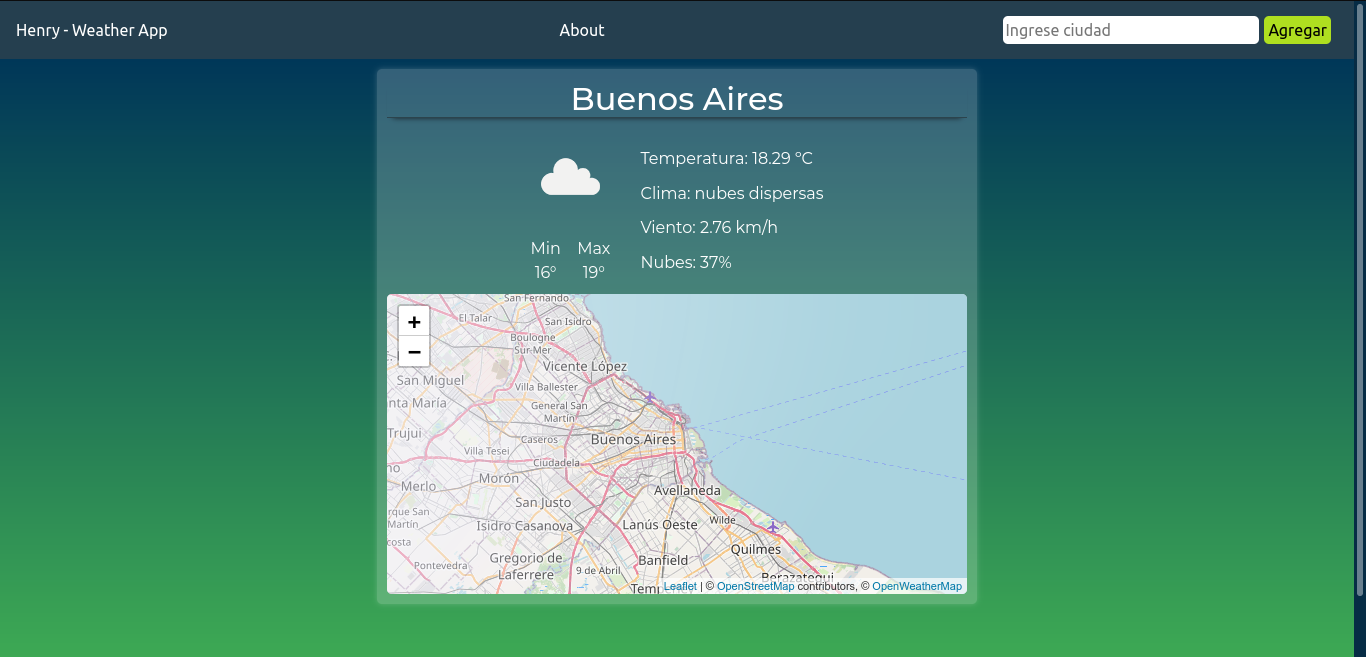 Henry - Weather App
About
Ingrese ciudad
Agregar
Buenos Aires
Temperatura: 18.29 ºC
Clima: nubes dispersas
Viento: 2.76 km/h
Nubes: 37%
Min Max
16° 19°
+
−
San Fernando
El Talar
San Isidro
Boulogne
Sur Mer
Vicente López
San Miguel
Villa Ballester
nta María
General San
Martín
Trujui
Caseros
Buenos Aires
Villa Tesei
Ciudadela
no
Morón
Merlo
Avellaneda
San Justo
rque San
Martín
Isidro Casanova
Lanús Oeste
Wilde
costa
Quilmes
Gregorio de
Laferrere
Banfield
Pontevedra
9 de Abril
Berazategui
Temp
Leaflet | © OpenStreetMap contributors, © OpenWeatherMap